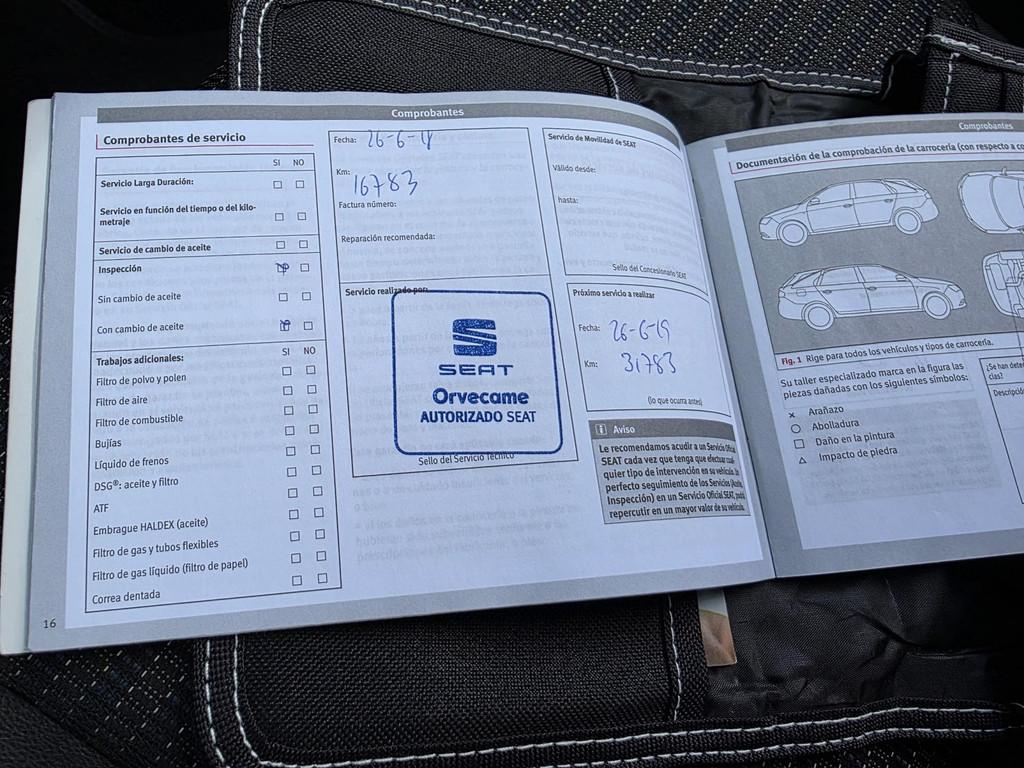 Comprobantes
Comprobantes de servicio
SI NO
Servicio Larga Duración:
Servicio en función del tiempo o del kilo-
metraje
Servicio de cambio de aceite
Inspección
Sin cambio de aceite
Con cambio de aceite
Trabajos adicionales: SI NO
Filtro de polvo y polen
Filtro de aire
Filtro de combustible
Bujías
Líquido de frenos
DSG®: aceite y filtro
ATF
Embrague HALDEX (aceite)
Filtro de gas y tubos flexibles
Filtro de gas líquido (filtro de papel)
Correa dentada
16
Fecha: 26-6-18
Km:
16783
Factura número:
Reparación recomendada:
Servicio realizado por:
SEAT
Orvecame
AUTORIZADO SEAT
Sello del Servicio Técnico
Servicio de Movilidad de SEAT
Válido desde:
hasta:
Sello del Concesionario SEAT
Próximo servicio a realizar
Fecha: 26-6-19
Km: 31783
(lo que ocurra antes)
Aviso
Le recomendamos acudir a un Servicio Oficial
SEAT cada vez que tenga que efectuar cual-
quier tipo de intervención en su vehículo. Un
perfecto seguimiento de los Servicios (Aceite,
Inspección) en un Servicio Oficial SEAT, podrá
repercutir en un mayor valor de su vehículo.
Comprobantes
Documentación de la comprobación de la carrocería (con respecto a
Fig. 1 Rige para todos los vehículos y tipos de carrocería.
Su taller especializado marca en la figura las
piezas dañadas con los siguientes símbolos:
Arañazo
Abolladura
Daño en la pintura
Impacto de piedra
¿Se han
Descripció